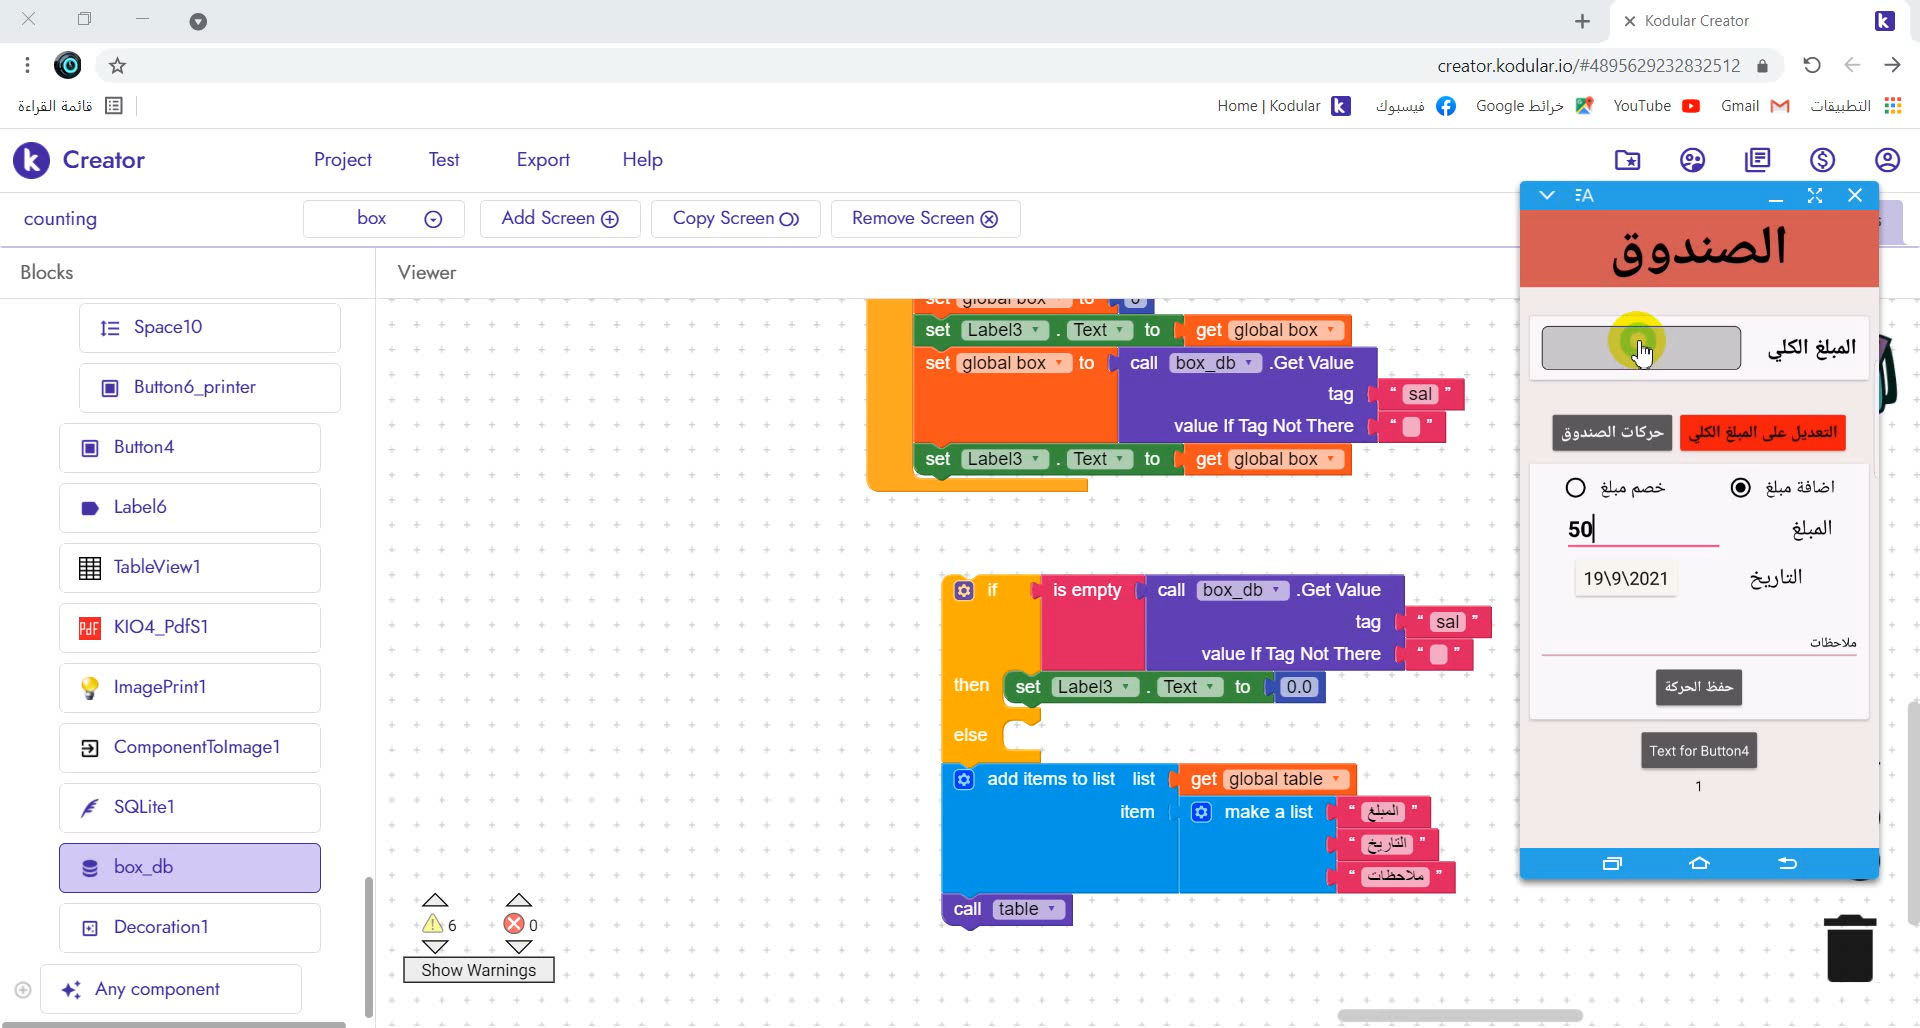 Kodular Creator
creator.kodular.io/#4895629232832512
قائمة القراءة
Home | Kodular
فيسبوك
خرائط Google
YouTube
Gmail
التطبيقات
Creator
Project
Test
Export
Help
counting
box
Add Screen
Copy Screen
Remove Screen
Blocks
Viewer
Space10
Button6_printer
Button4
Label6
TableView1
KIO4_PdfS1
ImagePrint1
ComponentToImage1
SQLite1
box_db
Decoration1
Any component
set global box to 0
set Label3 . Text to get global box
set global box to call box_db .Get Value
tag " sal "
value If Tag Not There " "
set Label3 . Text to get global box
if is empty call box_db .Get Value
tag " sal "
value If Tag Not There " "
then set Label3 . Text to 0.0
else
add items to list list get global table
item make a list " المبلغ "
" التاريخ "
" ملاحظات "
call table
6 0
Show Warnings
الصندوق
المبلغ الكلي
التعديل على المبلغ الكلي
حركات الصندوق
اضافة مبلغ
خصم مبلغ
المبلغ
50
التاريخ
19\9\2021
ملاحظات
حفظ الحركة
Text for Button4
1